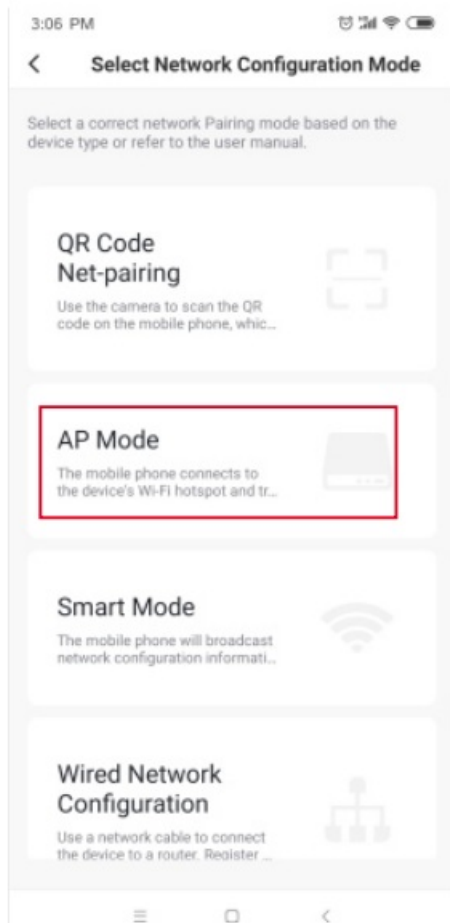 3:06 PM
Select Network Configuration Mode
Select a correct network Pairing mode based on the
device type or refer to the user manual.
QR Code
Net-pairing
Use the camera to scan the QR
code on the mobile phone, whic...
AP Mode
The mobile phone connects to
the device's Wi-Fi hotspot and tr...
Smart Mode
The mobile phone will broadcast
network configuration informati...
Wired Network
Configuration
Use a network cable to connect
the device to a router. Register ...